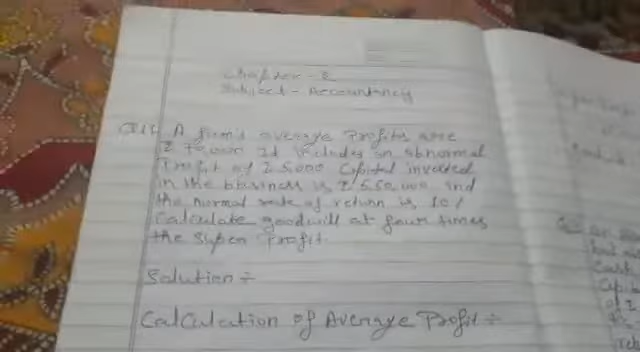 Chapter - 2
Subject - Accountancy
A firm's average Profits are
₹ 70,000 It includes an abnormal
Profit of ₹ 5,000 Capital invested
in the business is ₹ 5,50,000 and
the normal rate of return is 10%
Calculate goodwill at four times
the super Profit.
Solution ÷
Calculation of Average Profit ÷